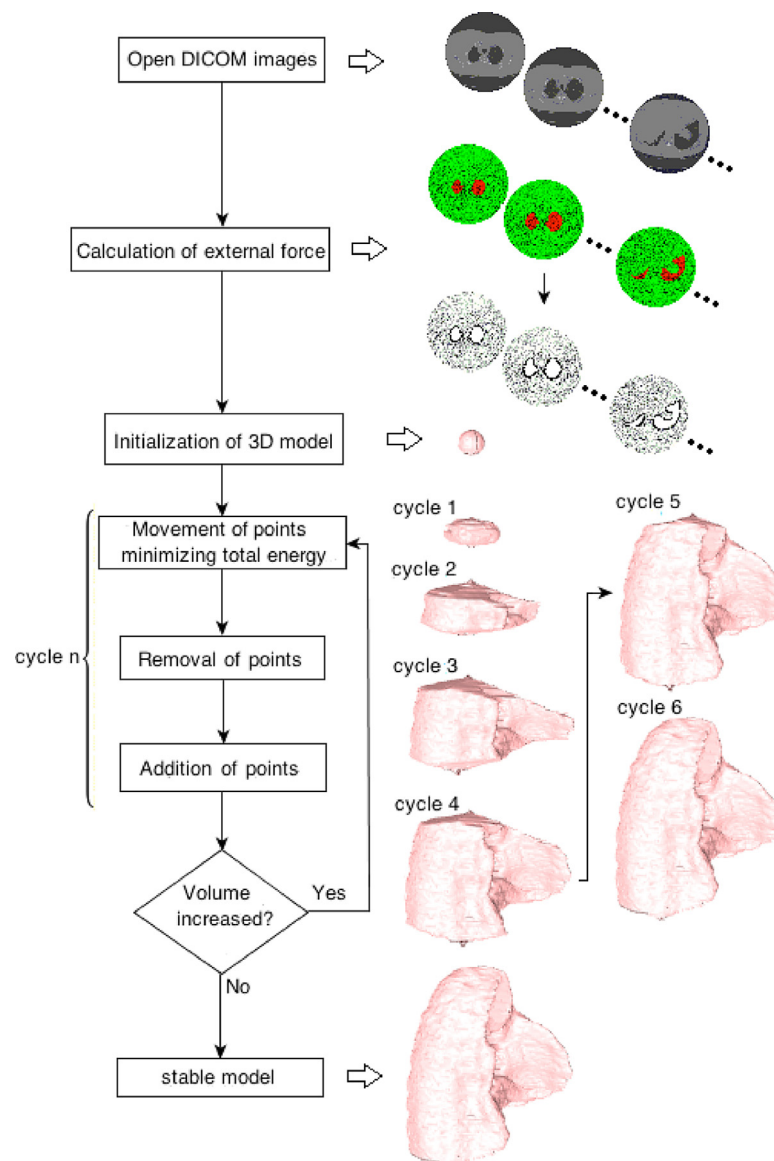 Open DICOM images
Calculation of external force
Initialization of 3D model
cycle n
Movement of points
minimizing total energy
Removal of points
Addition of points
Volume
increased?
Yes
No
stable model
cycle 1
cycle 2
cycle 3
cycle 4
cycle 5
cycle 6